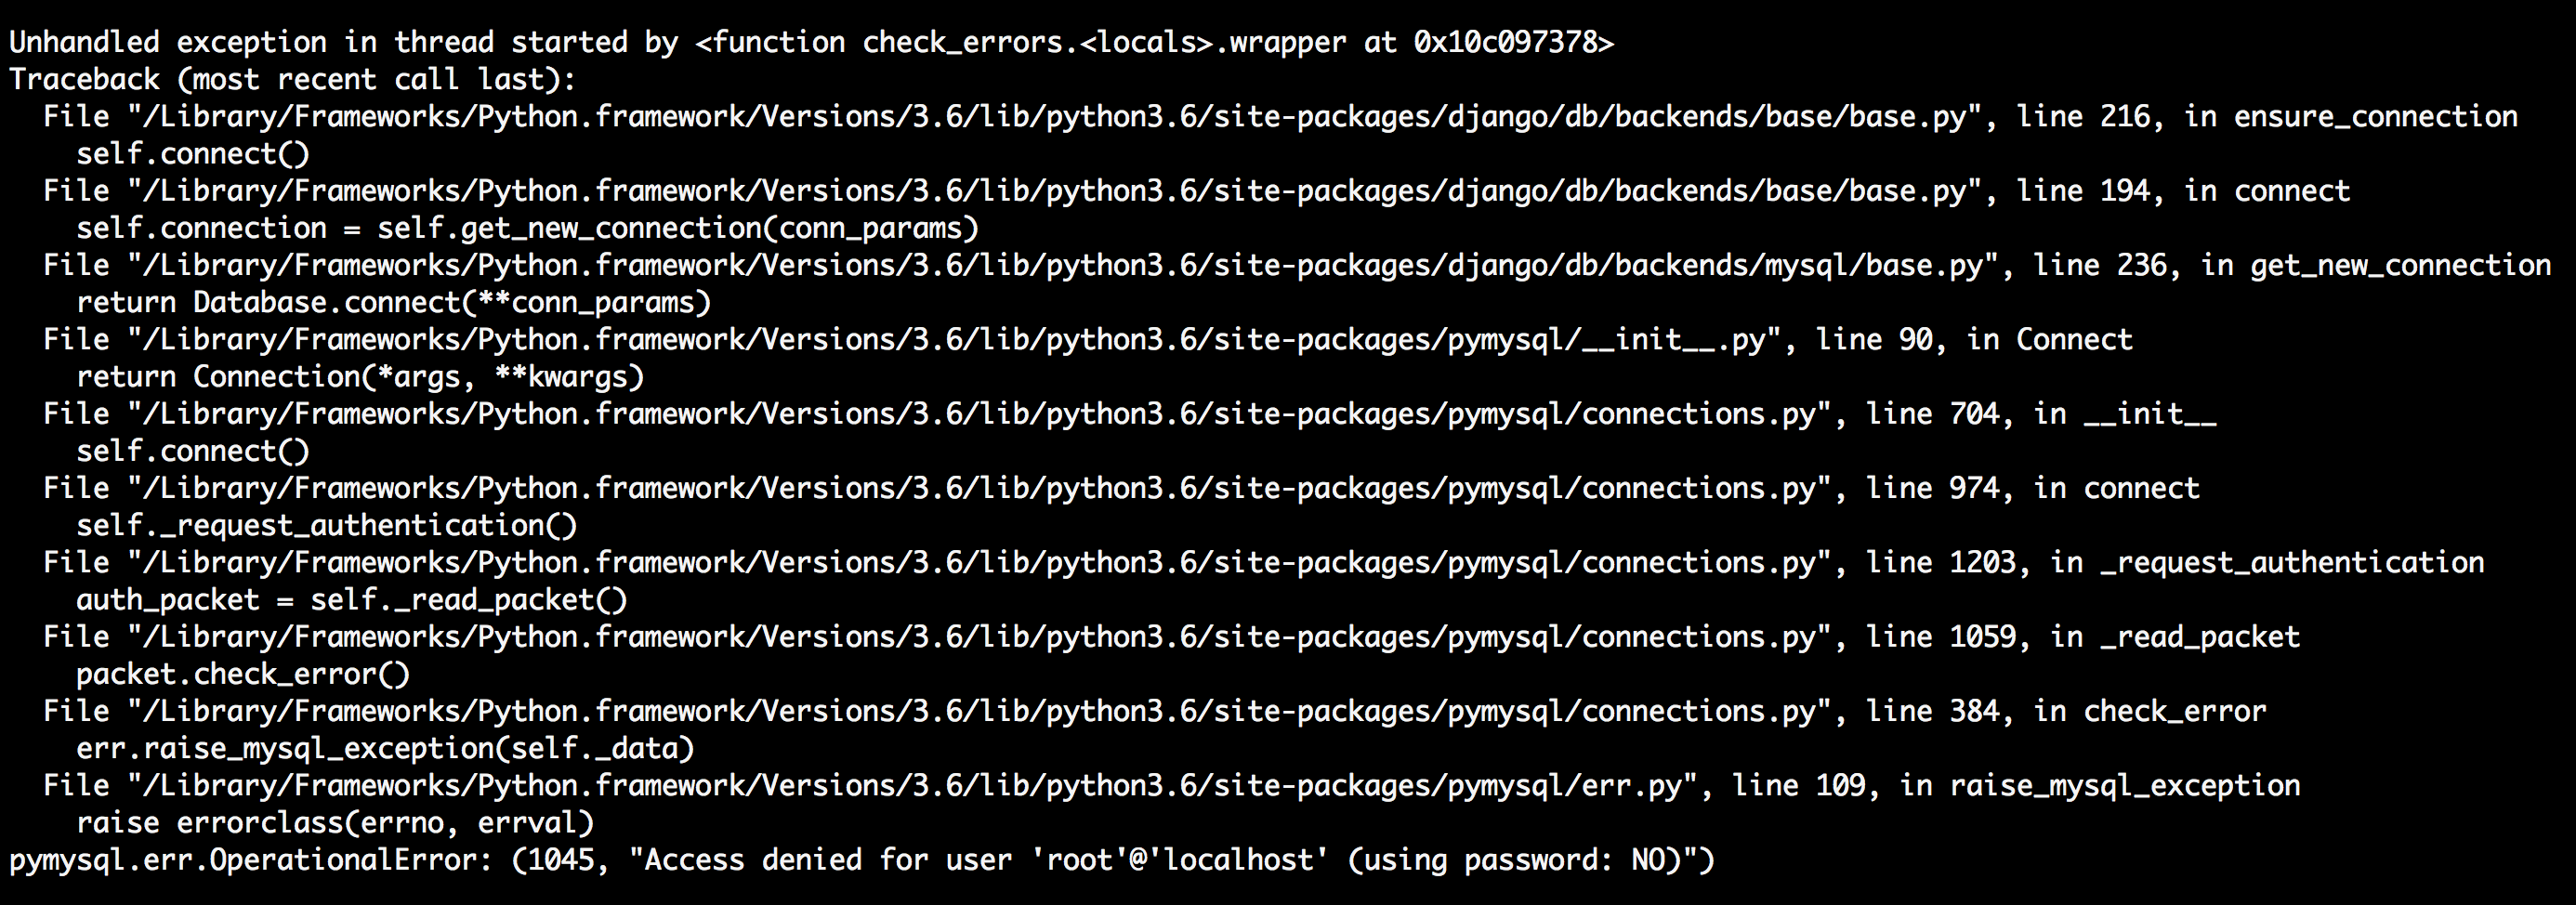 Unhandled exception in thread started by <function check_errors.<locals>.wrapper at 0x10c097378>
Traceback (most recent call last):
  File "/Library/Frameworks/Python.framework/Versions/3.6/lib/python3.6/site-packages/django/db/backends/base/base.py", line 216, in ensure_connection
    self.connect()
  File "/Library/Frameworks/Python.framework/Versions/3.6/lib/python3.6/site-packages/django/db/backends/base/base.py", line 194, in connect
    self.connection = self.get_new_connection(conn_params)
  File "/Library/Frameworks/Python.framework/Versions/3.6/lib/python3.6/site-packages/django/db/backends/mysql/base.py", line 236, in get_new_connection
    return Database.connect(**conn_params)
  File "/Library/Frameworks/Python.framework/Versions/3.6/lib/python3.6/site-packages/pymysql/__init__.py", line 90, in Connect
    return Connection(*args, **kwargs)
  File "/Library/Frameworks/Python.framework/Versions/3.6/lib/python3.6/site-packages/pymysql/connections.py", line 704, in __init__
    self.connect()
  File "/Library/Frameworks/Python.framework/Versions/3.6/lib/python3.6/site-packages/pymysql/connections.py", line 974, in connect
    self._request_authentication()
  File "/Library/Frameworks/Python.framework/Versions/3.6/lib/python3.6/site-packages/pymysql/connections.py", line 1203, in _request_authentication
    auth_packet = self._read_packet()
  File "/Library/Frameworks/Python.framework/Versions/3.6/lib/python3.6/site-packages/pymysql/connections.py", line 1059, in _read_packet
    packet.check_error()
  File "/Library/Frameworks/Python.framework/Versions/3.6/lib/python3.6/site-packages/pymysql/connections.py", line 384, in check_error
    err.raise_mysql_exception(self._data)
  File "/Library/Frameworks/Python.framework/Versions/3.6/lib/python3.6/site-packages/pymysql/err.py", line 109, in raise_mysql_exception
    raise errorclass(errno, errval)
pymysql.err.OperationalError: (1045, "Access denied for user 'root'@'localhost' (using password: NO)")